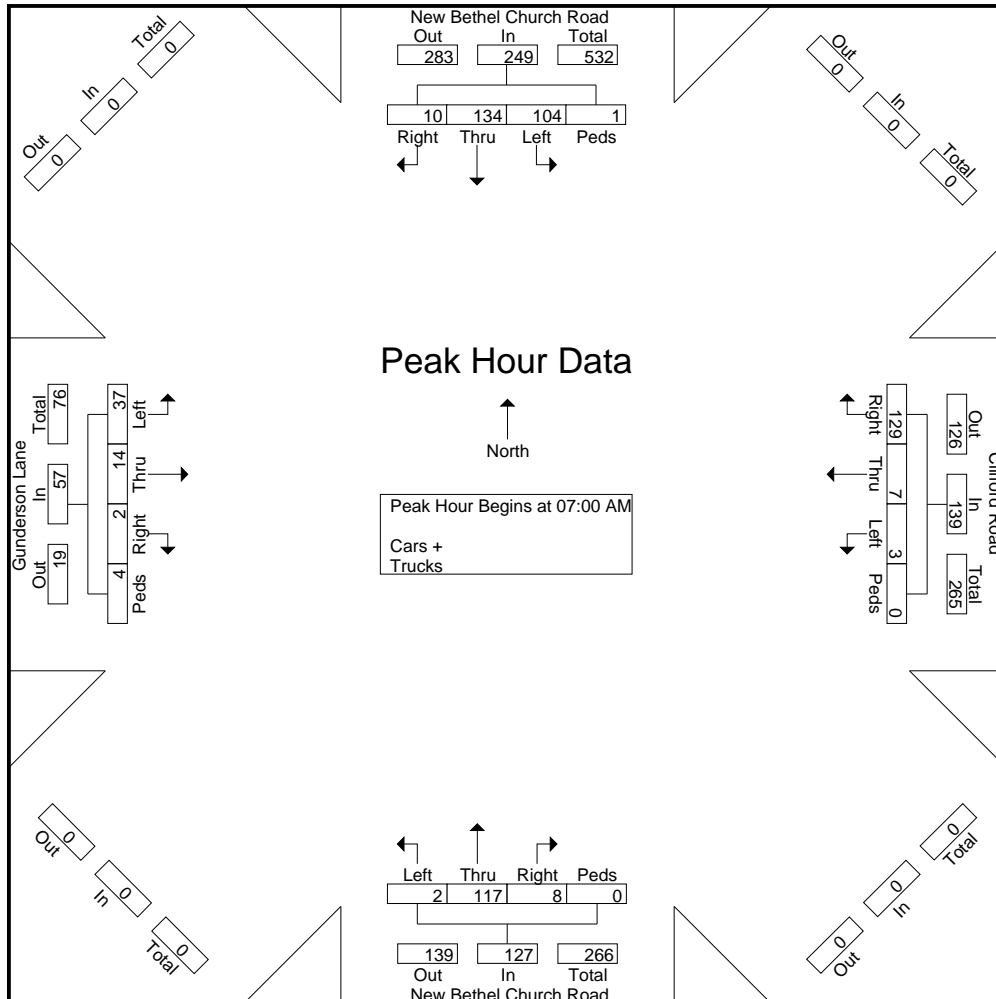 New Bethel Church Road
Out In Total
283 249 532
10 134 104 1
Right Thru Left Peds
Total
0
In
0
Out
0
Out
0
In
0
Total
0
Peak Hour Data
North
Peak Hour Begins at 07:00 AM
Cars +
Trucks
Gunderson Lane
Out In Total
19 57 76
4 2 14 37
Peds Right Thru Left
Clifford Road
Out In Total
126 139 265
129 7 3 0
Right Thru Left Peds
Out
0
In
0
Total
0
Total
0
In
0
Out
0
Left Thru Right Peds
2 117 8 0
139 127 266
Out In Total
New Bethel Church Road